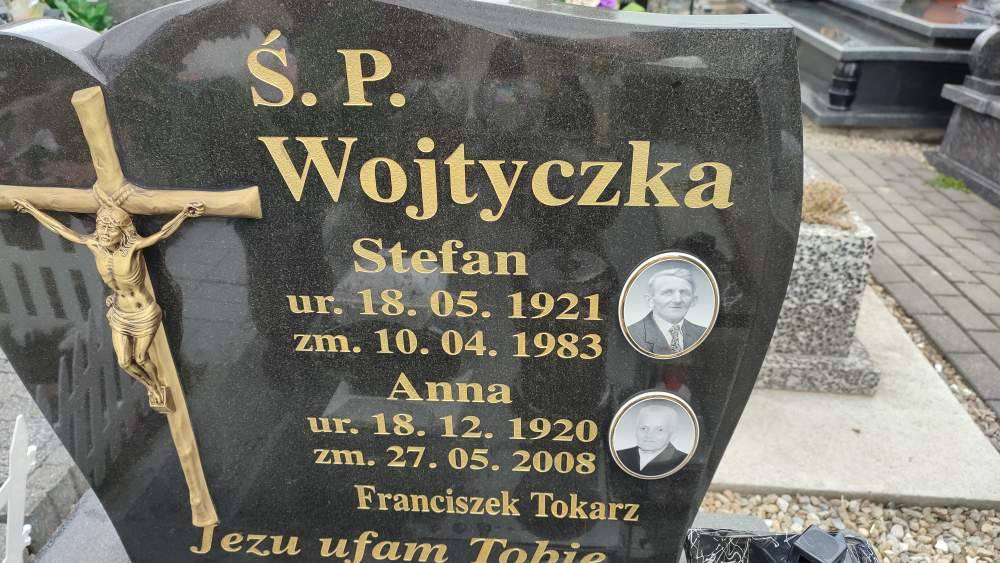 Ś. P.
Wojtyczka
Stefan
ur. 18. 05. 1921
zm. 10. 04. 1983
Anna
ur. 18. 12. 1920
zm. 27. 05. 2008
Franciszek Tokarz
Jezu ufam Tobie